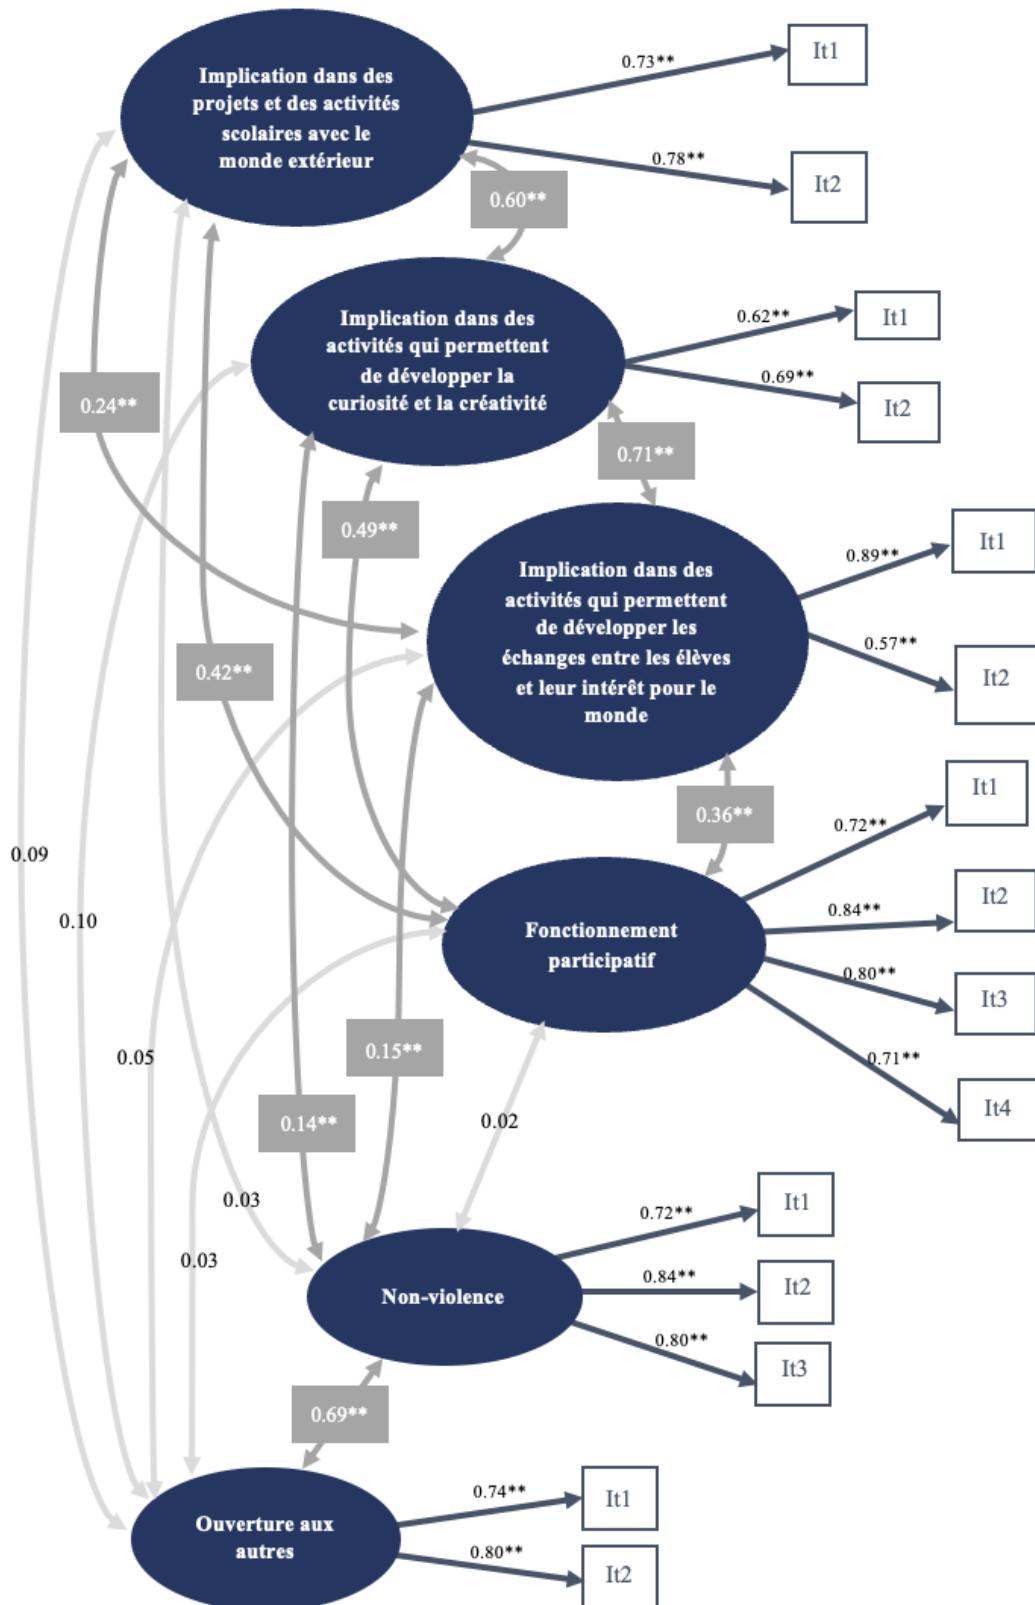 Implication dans des
projets et des activités
scolaires avec le
monde extérieur
0.73**
It1
0.78**
It2
0.60**
Implication dans des
activités qui permettent
de développer la
curiosité et la créativité
0.62**
It1
0.69**
It2
0.24**
0.71**
0.49**
Implication dans des
activités qui permettent
de développer les
échanges entre les élèves
et leur intérêt pour le
monde
0.89**
It1
0.57**
It2
0.42**
0.36**
0.09
0.10
Fonctionnement
participatif
0.72**
It1
0.84**
It2
0.80**
It3
0.71**
It4
0.05
0.15**
0.14**
0.02
0.03
0.03
Non-violence
0.72**
It1
0.84**
It2
0.80**
It3
0.69**
Ouverture aux
autres
0.74**
It1
0.80**
It2